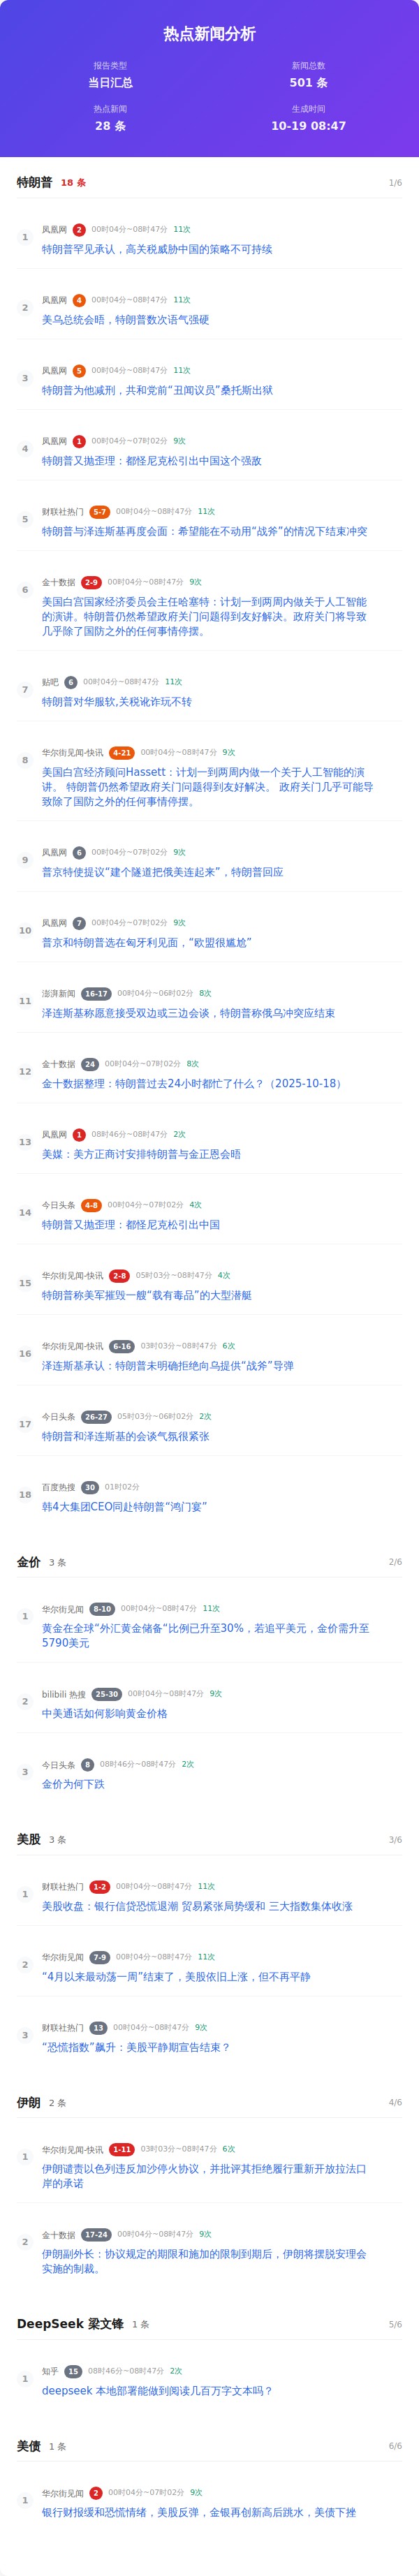 热点新闻分析
报告类型
当日汇总
新闻总数
501 条
热点新闻
28 条
生成时间
10-19 08:47
特朗普 18 条 1/6
1 凤凰网 2 00时04分~08时47分 11次
特朗普罕见承认，高关税威胁中国的策略不可持续
2 凤凰网 4 00时04分~08时47分 11次
美乌总统会晤，特朗普数次语气强硬
3 凤凰网 5 00时04分~08时47分 11次
特朗普为他减刑，共和党前“丑闻议员”桑托斯出狱
4 凤凰网 1 00时04分~07时02分 9次
特朗普又抛歪理：都怪尼克松引出中国这个强敌
5 财联社热门 5-7 00时04分~08时47分 11次
特朗普与泽连斯基再度会面：希望能在不动用“战斧”的情况下结束冲突
6 金十数据 2-9 00时04分~08时47分 9次
美国白宫国家经济委员会主任哈塞特：计划一到两周内做关于人工智能
的演讲。特朗普仍然希望政府关门问题得到友好解决。政府关门将导致
几乎除了国防之外的任何事情停摆。
7 贴吧 6 00时04分~08时47分 11次
特朗普对华服软,关税讹诈玩不转
8 华尔街见闻-快讯 4-21 00时04分~08时47分 9次
美国白宫经济顾问Hassett：计划一到两周内做一个关于人工智能的演
讲。 特朗普仍然希望政府关门问题得到友好解决。 政府关门几乎可能导
致除了国防之外的任何事情停摆。
9 凤凰网 6 00时04分~07时02分 9次
普京特使提议“建个隧道把俄美连起来”，特朗普回应
10 凤凰网 7 00时04分~07时02分 9次
普京和特朗普选在匈牙利见面，“欧盟很尴尬”
11 澎湃新闻 16-17 00时04分~06时02分 8次
泽连斯基称愿意接受双边或三边会谈，特朗普称俄乌冲突应结束
12 金十数据 24 00时04分~07时02分 8次
金十数据整理：特朗普过去24小时都忙了什么？（2025-10-18）
13 凤凰网 1 08时46分~08时47分 2次
美媒：美方正商讨安排特朗普与金正恩会晤
14 今日头条 4-8 00时04分~07时02分 4次
特朗普又抛歪理：都怪尼克松引出中国
15 华尔街见闻-快讯 2-8 05时03分~08时47分 4次
特朗普称美军摧毁一艘“载有毒品”的大型潜艇
16 华尔街见闻-快讯 6-16 03时03分~08时47分 6次
泽连斯基承认：特朗普未明确拒绝向乌提供“战斧”导弹
17 今日头条 26-27 05时03分~06时02分 2次
特朗普和泽连斯基的会谈气氛很紧张
18 百度热搜 30 01时02分
韩4大集团CEO同赴特朗普“鸿门宴”
金价 3 条 2/6
1 华尔街见闻 8-10 00时04分~08时47分 11次
黄金在全球“外汇黄金储备“比例已升至30%，若追平美元，金价需升至
5790美元
2 bilibili 热搜 25-30 00时04分~08时47分 9次
中美通话如何影响黄金价格
3 今日头条 8 08时46分~08时47分 2次
金价为何下跌
美股 3 条 3/6
1 财联社热门 1-2 00时04分~08时47分 11次
美股收盘：银行信贷恐慌退潮 贸易紧张局势缓和 三大指数集体收涨
2 华尔街见闻 7-9 00时04分~08时47分 11次
“4月以来最动荡一周”结束了，美股依旧上涨，但不再平静
3 财联社热门 13 00时04分~08时47分 9次
“恐慌指数”飙升：美股平静期宣告结束？
伊朗 2 条 4/6
1 华尔街见闻-快讯 1-11 03时03分~08时47分 6次
伊朗谴责以色列违反加沙停火协议，并批评其拒绝履行重新开放拉法口
岸的承诺
2 金十数据 17-24 00时04分~08时47分 9次
伊朗副外长：协议规定的期限和施加的限制到期后，伊朗将摆脱安理会
实施的制裁。
DeepSeek 梁文锋 1 条 5/6
1 知乎 15 08时46分~08时47分 2次
deepseek 本地部署能做到阅读几百万字文本吗？
美债 1 条 6/6
1 华尔街见闻 2 00时04分~07时02分 9次
银行财报缓和恐慌情绪，美股反弹，金银再创新高后跳水，美债下挫